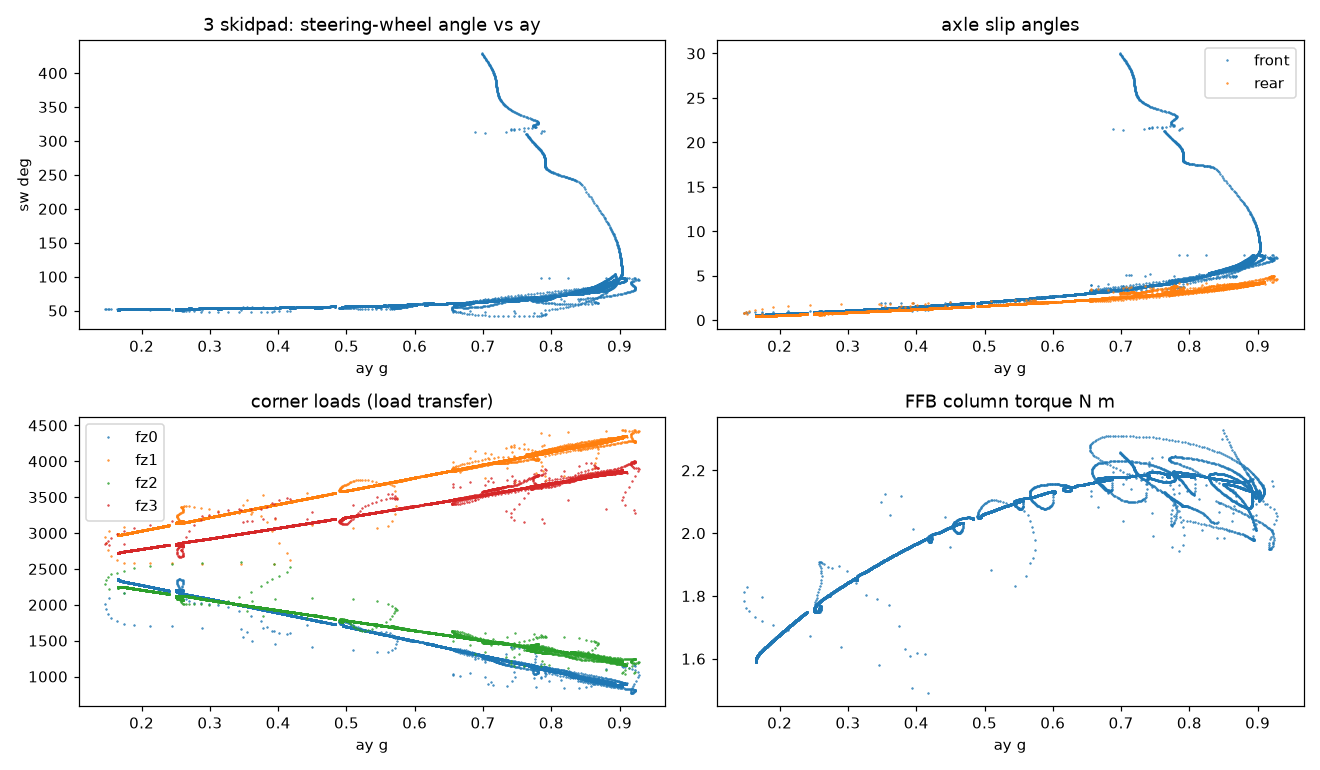 3 skidpad: steering-wheel angle vs ay
400
350
300
250
200
150
100
50
sw deg
0.2 0.3 0.4 0.5 0.6 0.7 0.8 0.9
ay g
axle slip angles
30
25
20
15
10
5
0
front
rear
0.2 0.3 0.4 0.5 0.6 0.7 0.8 0.9
ay g
corner loads (load transfer)
4500
4000
3500
3000
2500
2000
1500
1000
fz0
fz1
fz2
fz3
0.2 0.3 0.4 0.5 0.6 0.7 0.8 0.9
ay g
FFB column torque N m
2.2
2.0
1.8
1.6
0.2 0.3 0.4 0.5 0.6 0.7 0.8 0.9
ay g